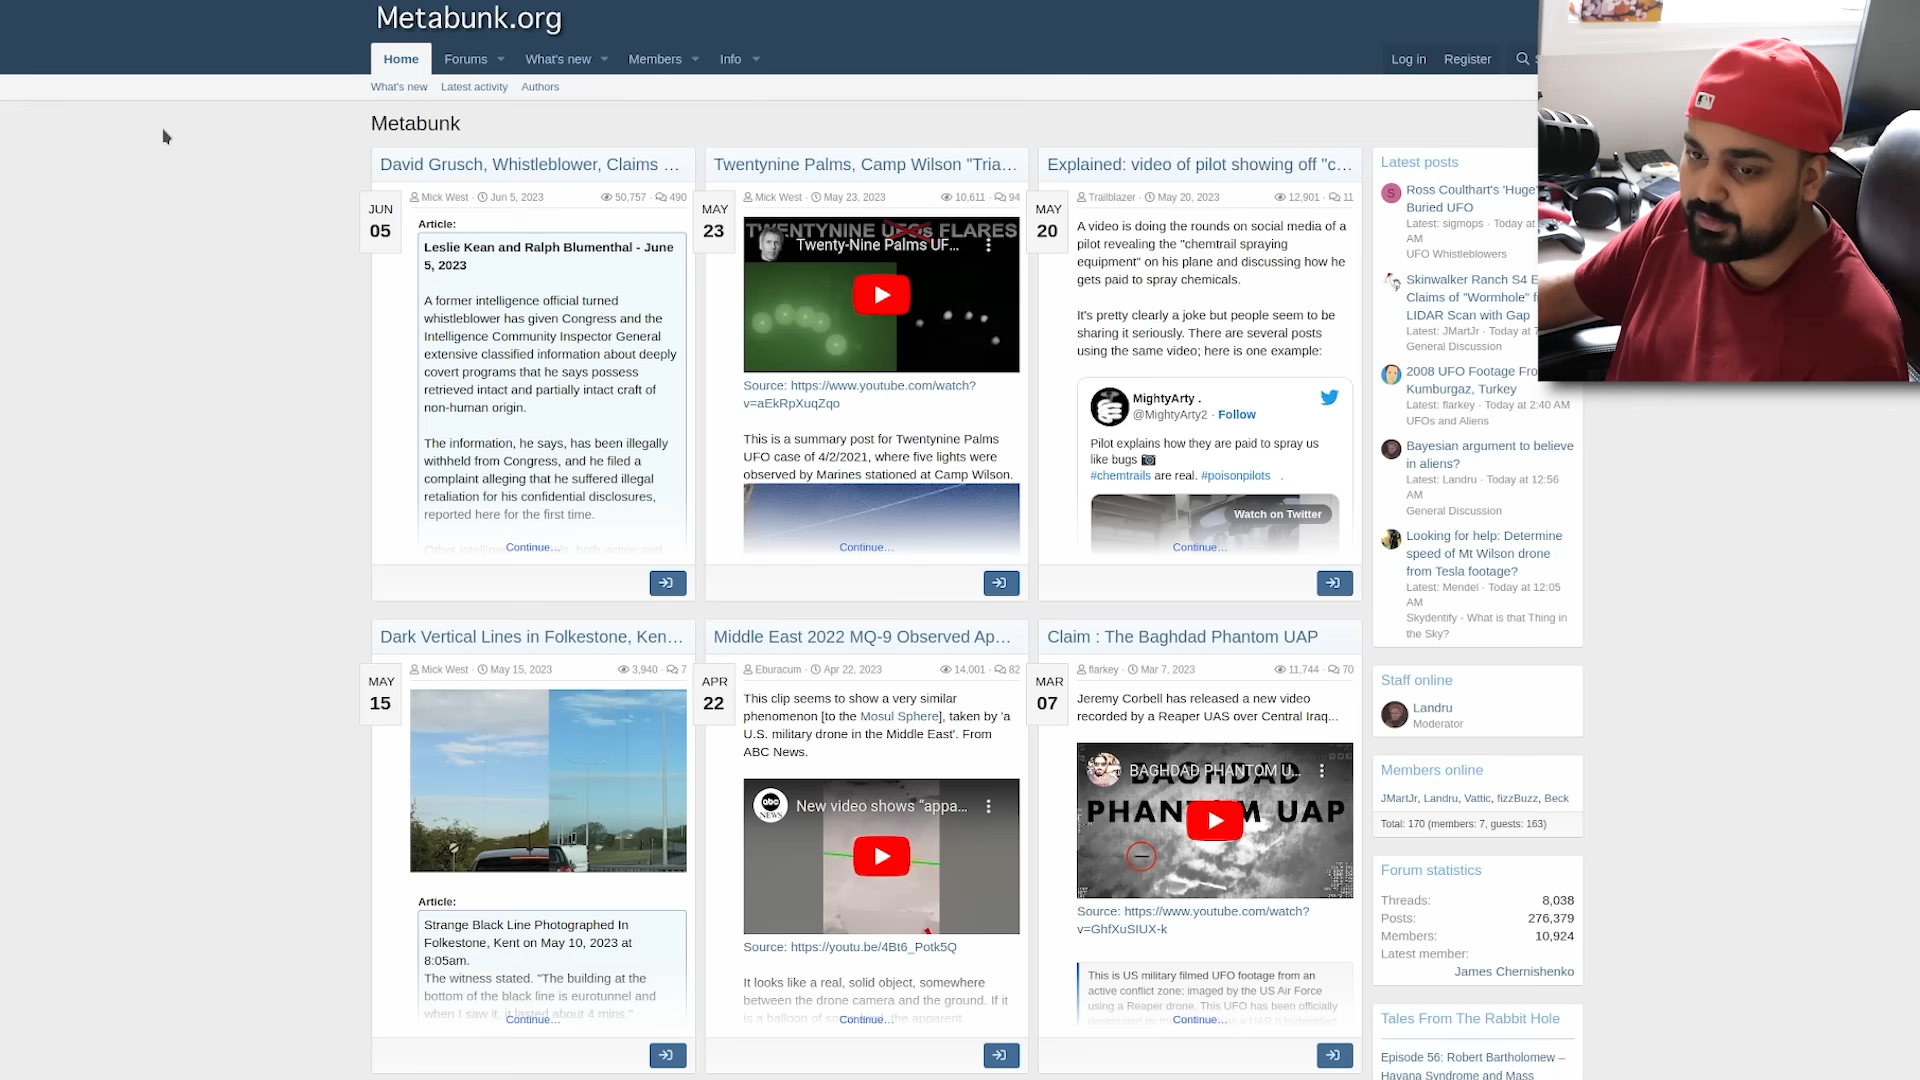 Metabunk.org
Home
Forums
What's new
Members
Info
Log in
Register
What's new
Latest activity
Authors
Metabunk
David Grusch, Whistleblower, Claims ...
JUN
05
Mick West · Jun 5, 2023
50,757 · 490
Article:
Leslie Kean and Ralph Blumenthal - June
5, 2023
A former intelligence official turned
whistleblower has given Congress and the
Intelligence Community Inspector General
extensive classified information about deeply
covert programs that he says possess
retrieved intact and partially intact craft of
non-human origin.
The information, he says, has been illegally
withheld from Congress, and he filed a
complaint alleging that he suffered illegal
retaliation for his confidential disclosures,
reported here for the first time.
Continue...
Twentynine Palms, Camp Wilson "Tria...
MAY
23
Mick West · May 23, 2023
10,611 · 94
TWENTYNINE UFOs FLARES
Twenty-Nine Palms UF...
Source: https://www.youtube.com/watch?
v=aEkRpXuqZqo
This is a summary post for Twentynine Palms
UFO case of 4/2/2021, where five lights were
observed by Marines stationed at Camp Wilson.
Continue...
Explained: video of pilot showing off "c...
MAY
20
Trailblazer · May 20, 2023
12,901 · 11
A video is doing the rounds on social media of a
pilot revealing the "chemtrail spraying
equipment" on his plane and discussing how he
gets paid to spray chemicals.
It's pretty clearly a joke but people seem to be
sharing it seriously. There are several posts
using the same video; here is one example:
MightyArty .
@MightyArty2 · Follow
Pilot explains how they are paid to spray us
like bugs
#chemtrails are real. #poisonpilots .
Watch on Twitter
Continue...
Dark Vertical Lines in Folkestone, Ken...
MAY
15
Mick West · May 15, 2023
3,940 · 7
Article:
Strange Black Line Photographed In
Folkestone, Kent on May 10, 2023 at
8:05am.
The witness stated. "The building at the
bottom of the black line is eurotunnel and
when I saw it, it lasted about 4 mins."
Continue...
Middle East 2022 MQ-9 Observed Ap...
APR
22
Eburacum · Apr 22, 2023
14,001 · 82
This clip seems to show a very similar
phenomenon [to the Mosul Sphere], taken by 'a
U.S. military drone in the Middle East'. From
ABC News.
abc
NEWS
New video shows “appa...
Source: https://youtu.be/4Bt6_Potk5Q
It looks like a real, solid object, somewhere
between the drone camera and the ground. If it
is a balloon of some kind, the apparent
Continue...
Claim : The Baghdad Phantom UAP
MAR
07
flarkey · Mar 7, 2023
11,744 · 70
Jeremy Corbell has released a new video
recorded by a Reaper UAS over Central Iraq...
BAGHDAD PHANTOM U...
BAGHDAD
PHANTOM UAP
Source: https://www.youtube.com/watch?
v=GhfXuSIUX-k
This is US military filmed UFO footage from an
active conflict zone; imaged by the US Air Force
using a Reaper drone. This UFO has been officially
Continue...
Latest posts
S
Ross Coulthart's 'Huge'
Buried UFO
Latest: sigmops · Today at
AM
UFO Whistleblowers
Skinwalker Ranch S4 E
Claims of "Wormhole" f
LIDAR Scan with Gap
Latest: JMartJr · Today at 7
General Discussion
2008 UFO Footage Fro
Kumburgaz, Turkey
Latest: flarkey · Today at 2:40 AM
UFOs and Aliens
Bayesian argument to believe
in aliens?
Latest: Landru · Today at 12:56
AM
General Discussion
Looking for help: Determine
speed of Mt Wilson drone
from Tesla footage?
Latest: Mendel · Today at 12:05
AM
Skydentify - What is that Thing in
the Sky?
Staff online
Landru
Moderator
Members online
JMartJr, Landru, Vattic, fizzBuzz, Beck
Total: 170 (members: 7, guests: 163)
Forum statistics
Threads: 8,038
Posts: 276,379
Members: 10,924
Latest member:
James Chernishenko
Tales From The Rabbit Hole
Episode 56: Robert Bartholomew –
Havana Syndrome and Mass